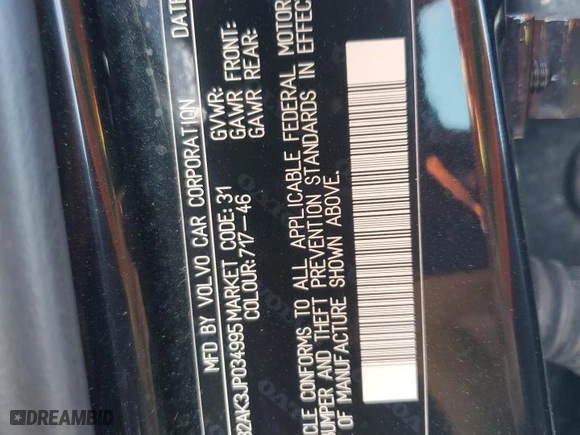 MFD BY VOLVO CAR CORPORATION DATE
GVWR:
GAWR FRONT:
GAWR REAR:
32AK3JP034995 MARKET CODE: 31
COLOUR: 717-46
CLE CONFORMS TO ALL APPLICABLE FEDERAL MOTOR
BUMPER AND THEFT PREVENTION STANDARDS IN EFFEC
OF MANUFACTURE SHOWN ABOVE.
DREAMBID